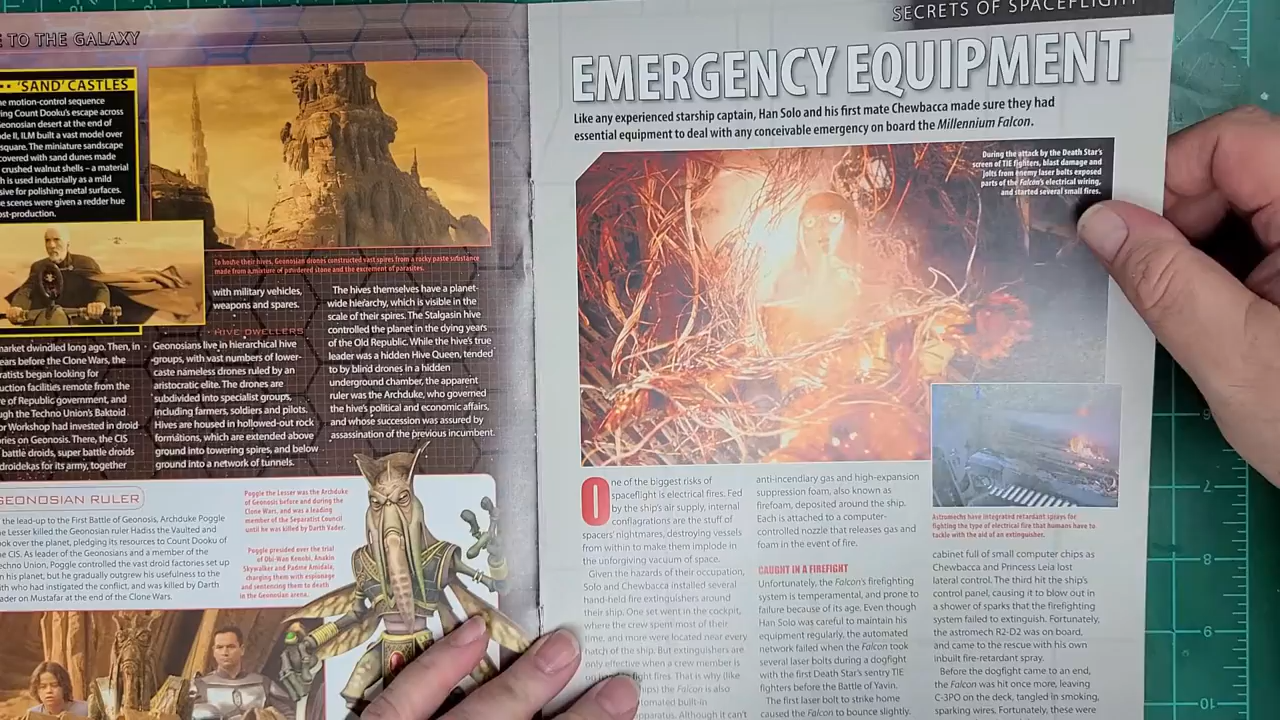 TO THE GALAXY
'SAND' CASTLES
he motion-control sequence
ing Count Dooku's escape across
eonosian desert at the end of
de II, ILM built a vast model over
square. The miniature sandscape
covered with sand dunes made
crushed walnut shells – a material
h is used industrially as a mild
sive for polishing metal surfaces.
e scenes were given a redder hue
ost-production.
To house their hives, Geonosian drones constructed vast spires from a rocky paste substance
made from a mixture of powdered stone and the excrement of parasites.
market dwindled long ago. Then, in
ears before the Clone Wars, the
ratists began looking for
uction facilities remote from the
re of Republic government, and
ugh the Techno Union's Baktoid
or Workshop had invested in droid
ories on Geonosis. There, the CIS
battle droids, super battle droids
droidekas for its army, together
with military vehicles,
weapons and spares.
HIVE DWELLERS
Geonosians live in hierarchical hive
groups, with vast numbers of lower-
caste nameless drones ruled by an
aristocratic elite. The drones are
subdivided into specialist groups,
including farmers, soldiers and pilots.
Hives are housed in hollowed-out rock
formations, which are extended above
ground into towering spires, and below
ground into a network of tunnels.
The hives themselves have a planet-
wide hierarchy, which is visible in the
scale of their spires. The Stalgasin hive
controlled the planet in the dying years
of the Old Republic. While the hive's true
leader was a hidden Hive Queen, tended
to by blind drones in a hidden
underground chamber, the apparent
ruler was the Archduke, who governed
the hive's political and economic affairs,
and whose succession was assured by
assassination of the previous incumbent.
GEONOSIAN RULER
the lead-up to the First Battle of Geonosis, Archduke Poggle
he Lesser killed the Geonosian ruler Hadiss the Vaulted and
ook over the planet, pledging its resources to Count Dooku of
he CIS. As leader of the Geonosians and a member of the
echno Union, Poggle controlled the vast droid factories set up
n his planet, but he gradually outgrew his usefulness to the
ith who had instigated the conflict, and was killed by Darth
ader on Mustafar at the end of the Clone Wars.
Poggle the Lesser was the Archduke
of Geonosis before and during the
Clone War, and was a leading
member of the Separatist Council
until he was killed by Darth Vader.
Poggle presided over the trial
of Obi-Wan Kenobi, Anakin
Skywalker and Padmé Amidala,
charging them with espionage
and sentencing them to death
in the Geonosian arena.
SECRETS OF SPACEFLIGHT
EMERGENCY EQUIPMENT
Like any experienced starship captain, Han Solo and his first mate Chewbacca made sure they had
essential equipment to deal with any conceivable emergency on board the Millennium Falcon.
During the attack by the Death Star's
screen of TIE fighters, blast damage and
jolts from enemy laser bolts exposed
parts of the Falcon's electrical wiring,
and started several small fires.
One of the biggest risks of
spaceflight is electrical fires. Fed
by the ship's air supply, internal
conflagrations are the stuff of
spacers' nightmares, destroying vessels
from within to make them implode in
the unforgiving vacuum of space.
Given the hazards of their occupation,
Solo and Chewbacca installed several
hand-held fire extinguishers around
their ship. One set went in the cockpit,
where the crew spent most of their
time, and more were located near every
hatch of the ship. But extinguishers are
only effective when a crew member is
fight fires. That is why (like
ships) the Falcon is also
tomated built-in
apparatus. Although it can't
anti-incendiary gas and high-expansion
suppression foam, also known as
firefoam, deposited around the ship.
Each is attached to a computer-
controlled nozzle that releases gas and
foam in the event of fire.
CAUGHT IN A FIREFIGHT
Unfortunately, the Falcon's firefighting
system is temperamental, and prone to
failure because of its age. Even though
Han Solo was careful to maintain his
equipment regularly, the automated
network failed when the Falcon took
several laser bolts during a dogfight
with the first Death Star's sentry TIE
fighters before the Battle of Yavin.
The first laser bolt to strike home
caused the Falcon to bounce slightly.
Astromechs have integrated retardant sprays for
fighting the type of electrical fire that humans have to
tackle with the aid of an extinguisher.
cabinet full of small computer chips as
Chewbacca and Princess Leia lost
lateral control. The third hit the ship's
control panel, causing it to blow out in
a shower of sparks that the firefighting
system failed to extinguish. Fortunately,
the astromech R2-D2 was on board,
and came to the rescue with his own
inbuilt fire-retardant spray.
Before the dogfight came to an end,
the Falcon was hit once more, leaving
C-3PO on the deck, tangled in smoking,
sparking wires. Fortunately, these were
7
9
10